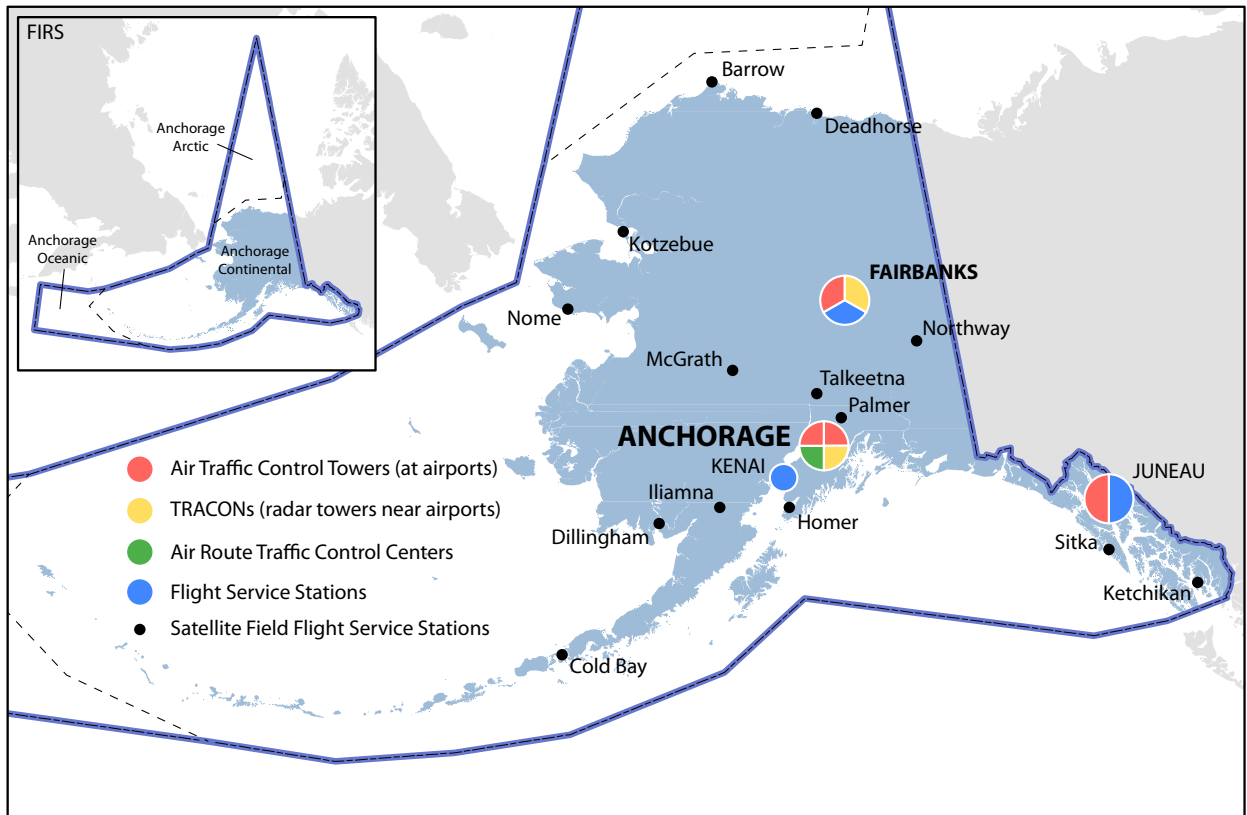 FIRS
Anchorage
Arctic
Anchorage
Oceanic
Anchorage
Continental
Barrow
Deadhorse
Kotzebue
FAIRBANKS
Nome
Northway
McGrath
Talkeetna
Palmer
ANCHORAGE
KENAI
JUNEAU
Iliamna
Homer
Dillingham
Sitka
Ketchikan
Cold Bay
Air Traffic Control Towers (at airports)
TRACONs (radar towers near airports)
Air Route Traffic Control Centers
Flight Service Stations
Satellite Field Flight Service Stations